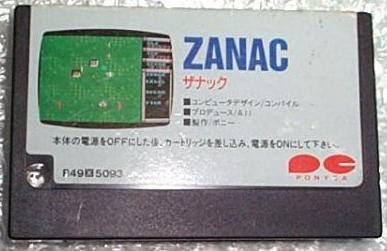 ZANAC
ザナック
■コンピュータデザイン/コンパイル
■プロデュース/AII
■製作/ポニー
本体の電源をOFFにした後、カートリッジを差し込み、電源をONにして下さい。
R49X5093
PONYCA